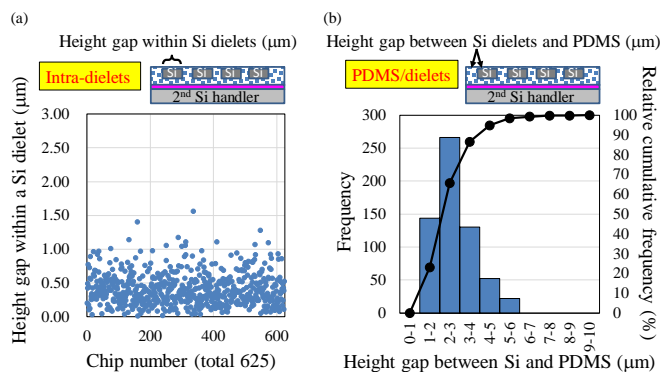 (a)
Height gap within Si dielets (μm)
Intra-dielets
Si Si Si Si
2nd Si handler
Height gap within a Si dielet (μm)
3.00
2.50
2.00
1.50
1.00
0.50
0.00
0 200 400 600
Chip number (total 625)
(b)
Height gap between Si dielets and PDMS (μm)
PDMS/dielets
Si Si Si Si
2nd Si handler
Frequency
300
250
200
150
100
50
0
100
90
80
70
60
50
40
30
20
10
0
Relative cumulative
frequency (%)
0-1 1-2 2-3 3-4 4-5 5-6 6-7 7-8 8-9 9-10
Height gap between Si and PDMS (μm)